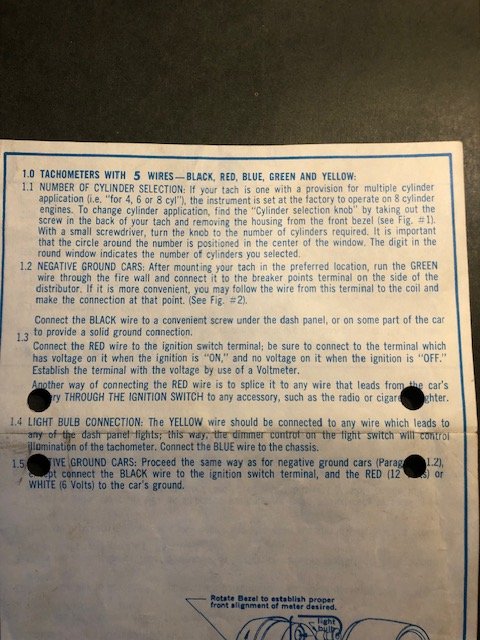 1.0 TACHOMETERS WITH 5 WIRES—BLACK, RED, BLUE, GREEN AND YELLOW:
1.1 NUMBER OF CYLINDER SELECTION: If your tach is one with a provision for multiple cylinder
application (i.e. "for 4, 6 or 8 cyl"), the instrument is set at the factory to operate on 8 cylinder
engines. To change cylinder application, find the "Cylinder selection knob" by taking out the
screw in the back of your tach and removing the housing from the front bezel (see Fig. #1).
With a small screwdriver, turn the knob to the number of cylinders required. It is important
that the circle around the number is positioned in the center of the window. The digit in the
round window indicates the number of cylinders you selected.
1.2 NEGATIVE GROUND CARS: After mounting your tach in the preferred location, run the GREEN
wire through the fire wall and connect it to the breaker points terminal on the side of the
distributor. If it is more convenient, you may follow the wire from this terminal to the coil and
make the connection at that point. (See Fig. #2).
Connect the BLACK wire to a convenient screw under the dash panel, or on some part of the car
to provide a solid ground connection.
1.3
Connect the RED wire to the ignition switch terminal; be sure to connect to the terminal which
has voltage on it when the ignition is "ON," and no voltage on it when the ignition is "OFF."
Establish the terminal with the voltage by use of a Voltmeter.
Another way of connecting the RED wire is to splice it to any wire that leads from the car's
THROUGH THE IGNITION SWITCH to any accessory, such as the radio or
1.4 LIGHT BULB CONNECTION: The YELLOW wire should be connected to any wire which leads to
any of the dash panel lights; this way, the dimmer control on the light switch will control
illumination of the tachometer. Connect the BLUE wire to the chassis.
1.5 GROUND CARS: Proceed the same way as for negative ground cars 1.2),
connect the BLACK wire to the ignition switch terminal, and the RED (12 or
WHITE (6 Volts) to the car's ground.
Rotate Bezel to establish proper
front alignment of meter desired.
light
bulb